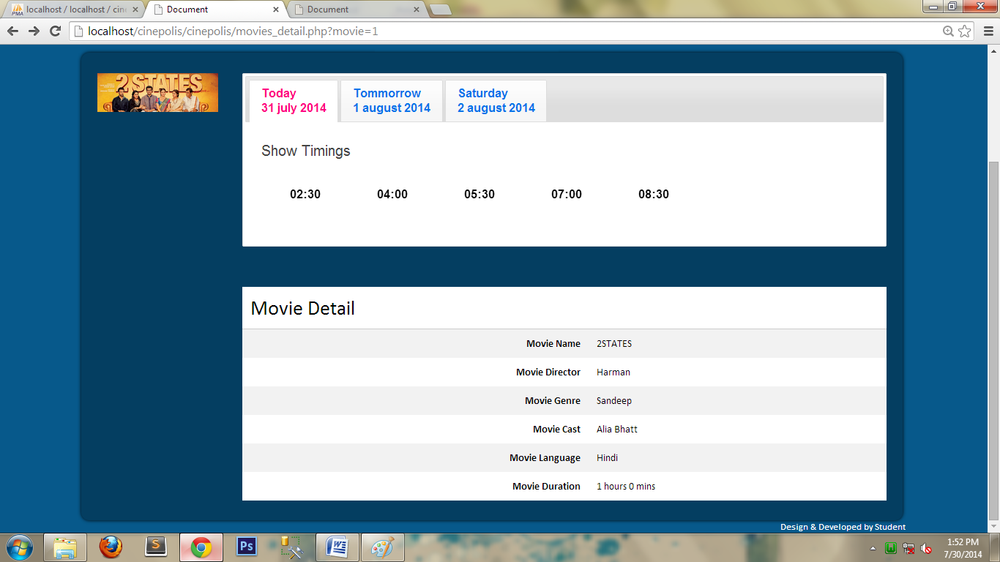 localhost / localhost / cine
Document
Document
localhost/cinepolis/cinepolis/movies_detail.php?movie=1
2 STATES
Today
31 july 2014
Tommorrow
1 august 2014
Saturday
2 august 2014
Show Timings
02:30 04:00 05:30 07:00 08:30
Movie Detail
Movie Name 2STATES
Movie Director Harman
Movie Genre Sandeep
Movie Cast Alia Bhatt
Movie Language Hindi
Movie Duration 1 hours 0 mins
Design & Developed by Student
1:52 PM
7/30/2014